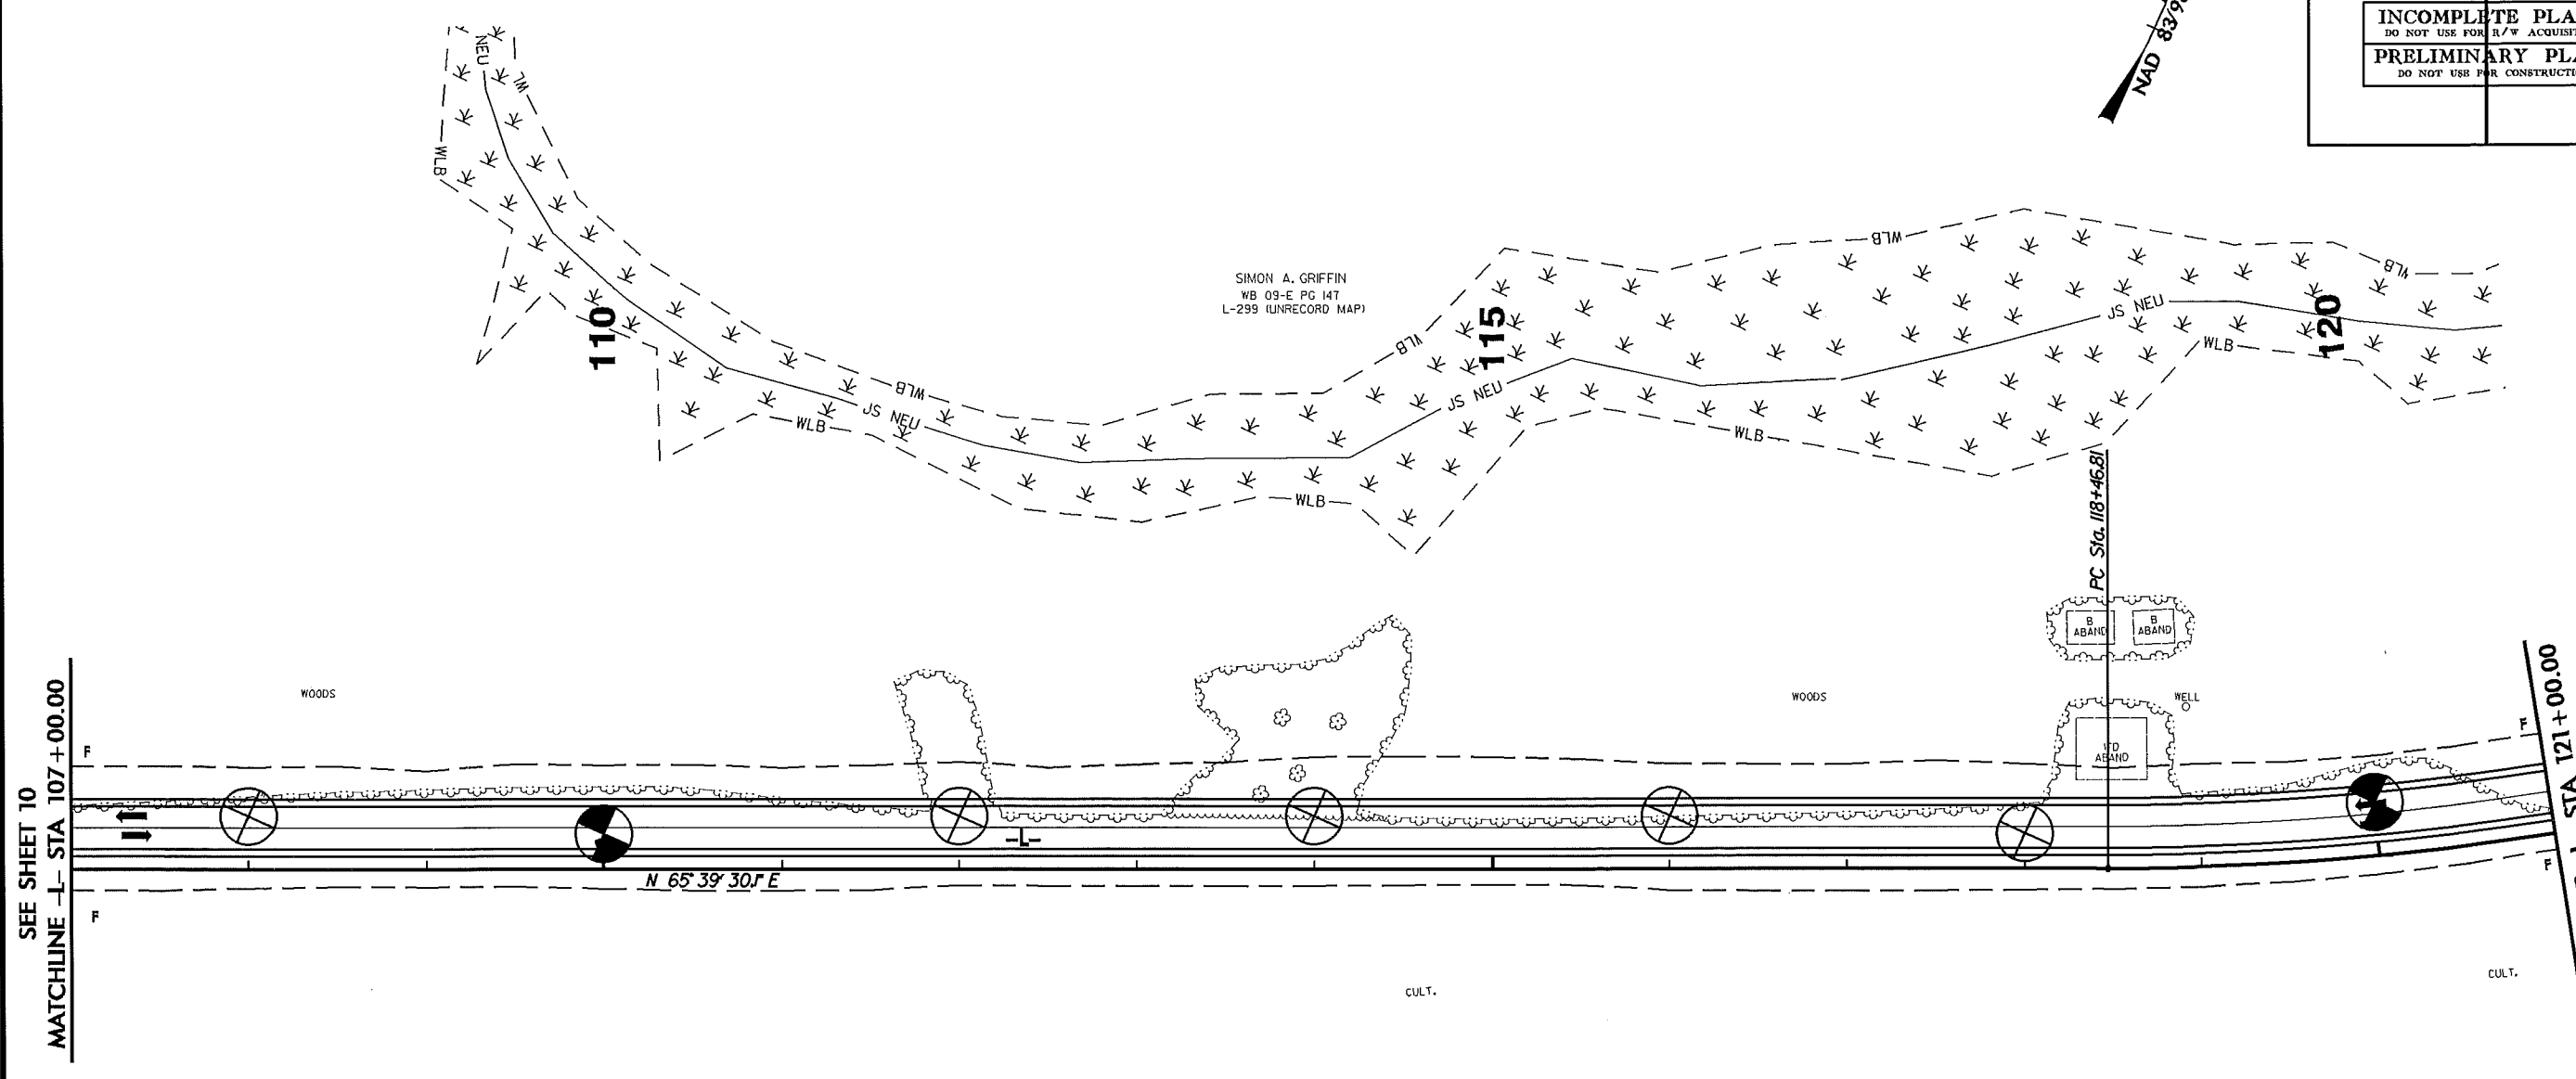 NAD 83/9
INCOMPLETE PLA
DO NOT USE FOR R/W ACQUISIT
PRELIMINARY PLA
DO NOT USE FOR CONSTRUCTI
NEU
WL
WLB
WLB
WLB
SIMON A. GRIFFIN
WB 09-E PG 147
L-299 (UNRECORD MAP)
110
115
120
WLB
JS NEU
WLB
WLB
WLB
JS NEU
JS NEU
WLB
WLB
WLB
PC Sta. 118+46.81
B
ABAND
B
ABAND
WELL
WOODS
WOODS
ABAND
F
F
F
F
SEE SHEET 10
MATCHLINE -L- STA 107+00.00
STA 121+00.00
-L-
N 65° 39' 30.1" E
CULT.
CULT.